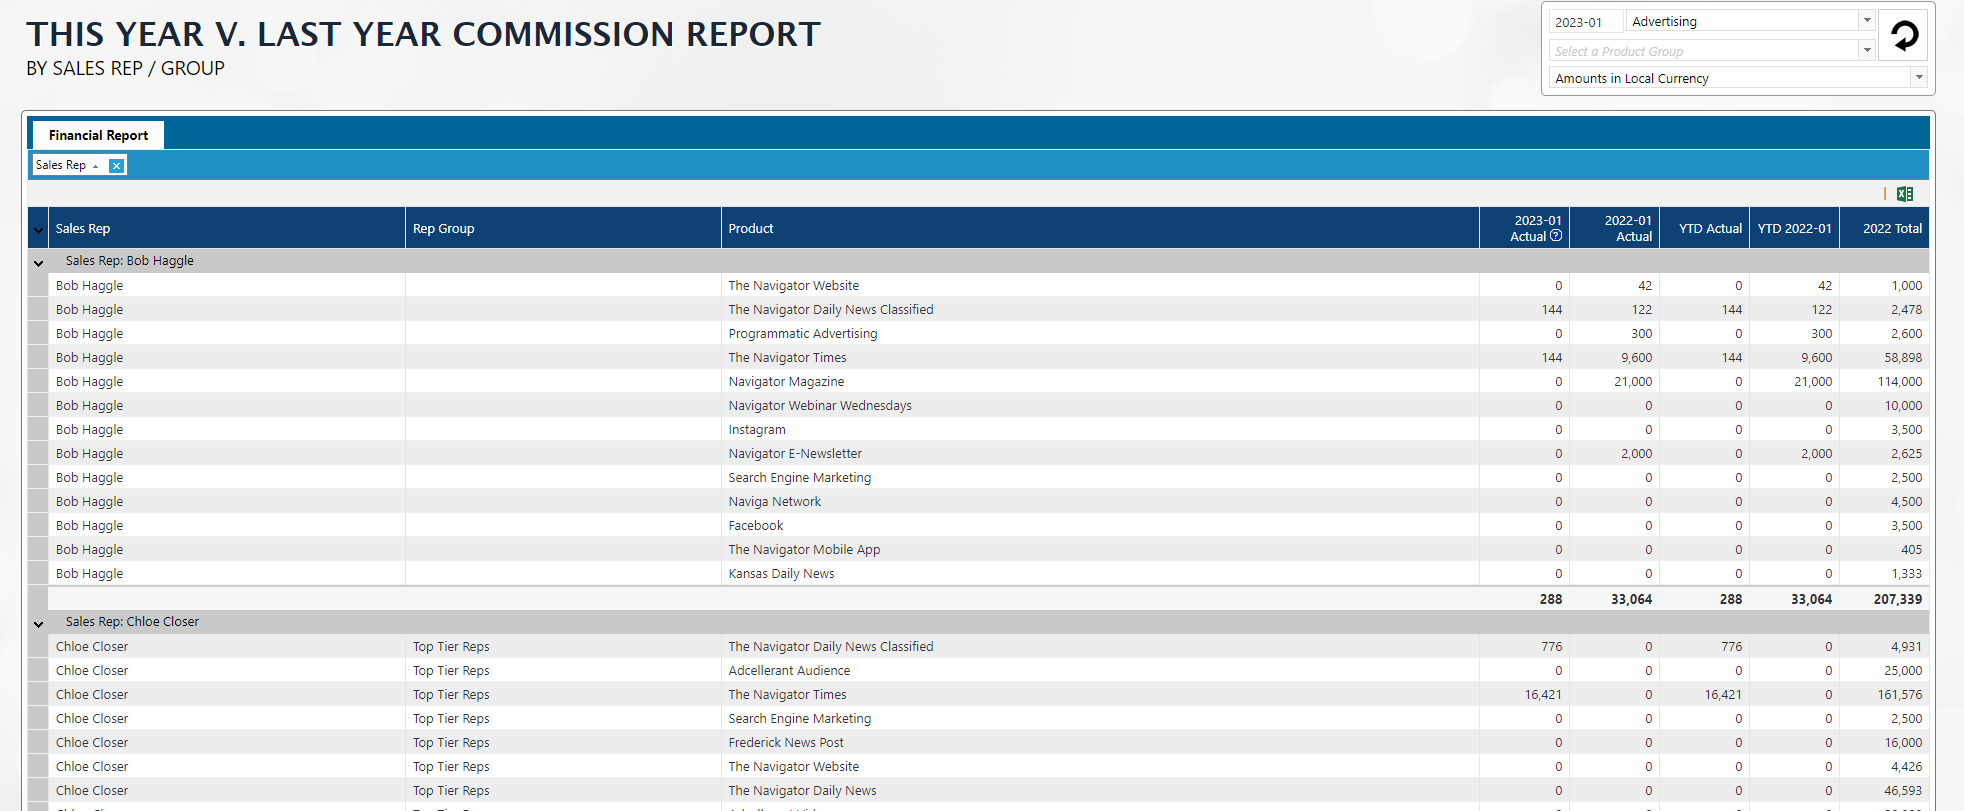 THIS YEAR V. LAST YEAR COMMISSION REPORT
BY SALES REP / GROUP
2023-01 Advertising
Select a Product Group
Amounts in Local Currency
Financial Report
Sales Rep
Sales Rep Rep Group Product 2023-01 Actual 2022-01 Actual YTD Actual YTD 2022-01 2022 Total
Sales Rep: Bob Haggle
Bob Haggle The Navigator Website 0 42 0 42 1,000
Bob Haggle The Navigator Daily News Classified 144 122 144 122 2,478
Bob Haggle Programmatic Advertising 0 300 0 300 2,600
Bob Haggle The Navigator Times 144 9,600 144 9,600 58,898
Bob Haggle Navigator Magazine 0 21,000 0 21,000 114,000
Bob Haggle Navigator Webinar Wednesdays 0 0 0 0 10,000
Bob Haggle Instagram 0 0 0 0 3,500
Bob Haggle Navigator E-Newsletter 0 2,000 0 2,000 2,625
Bob Haggle Search Engine Marketing 0 0 0 0 2,500
Bob Haggle Naviga Network 0 0 0 0 4,500
Bob Haggle Facebook 0 0 0 0 3,500
Bob Haggle The Navigator Mobile App 0 0 0 0 405
Bob Haggle Kansas Daily News 0 0 0 0 1,333
288 33,064 288 33,064 207,339
Sales Rep: Chloe Closer
Chloe Closer Top Tier Reps The Navigator Daily News Classified 776 0 776 0 4,931
Chloe Closer Top Tier Reps Adcellerant Audience 0 0 0 0 25,000
Chloe Closer Top Tier Reps The Navigator Times 16,421 0 16,421 0 161,576
Chloe Closer Top Tier Reps Search Engine Marketing 0 0 0 0 2,500
Chloe Closer Top Tier Reps Frederick News Post 0 0 0 0 16,000
Chloe Closer Top Tier Reps The Navigator Website 0 0 0 0 4,426
Chloe Closer Top Tier Reps The Navigator Daily News 0 0 0 0 46,593